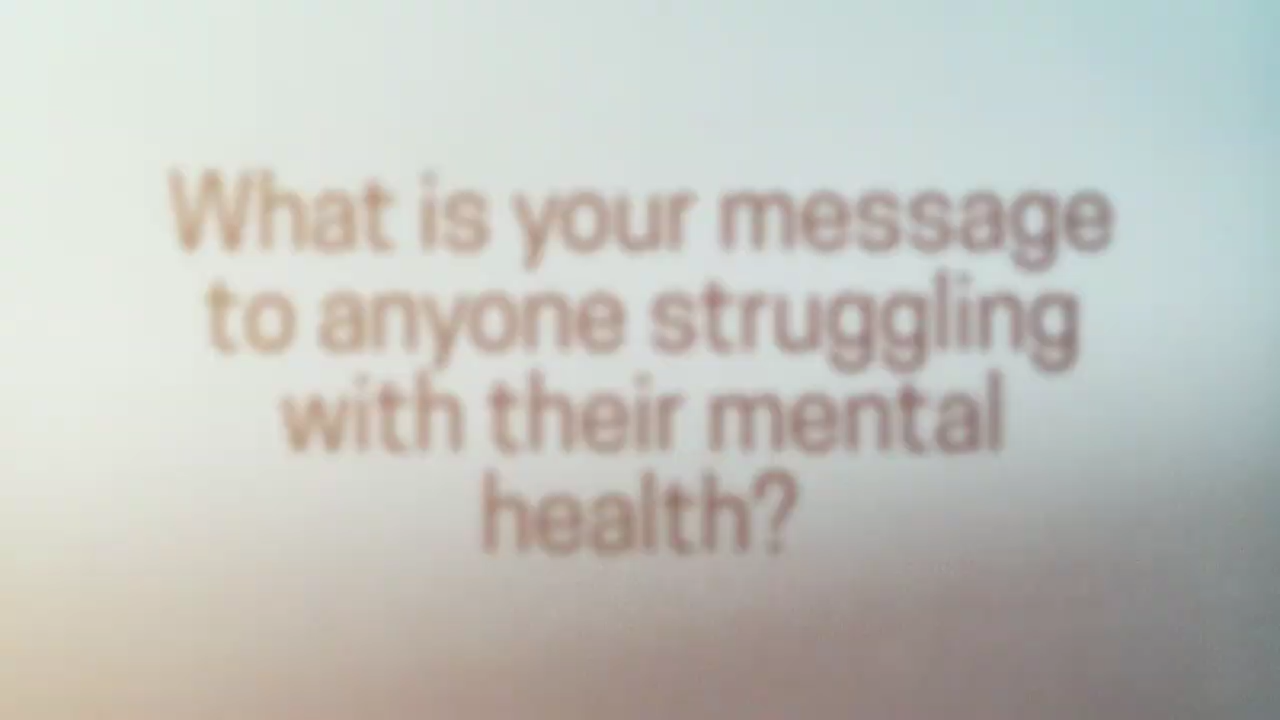 What is your message
to anyone struggling
with their mental
health?